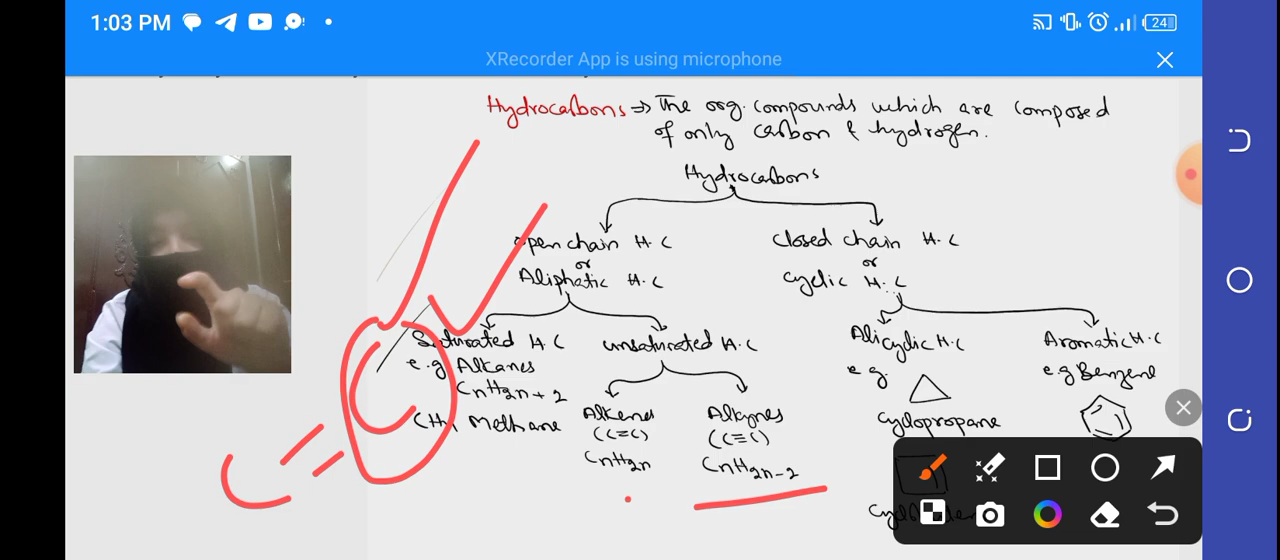 1:03 PM
24
XRecorder App is using microphone
Hydrocarbons → The org. compounds which are composed
of only carbon & hydrogen.
Hydrocarbons
open chain H.C
or
Aliphatic H.C
closed chain H.C
or
cyclic H.C
Saturated H.C
e.g Alkanes
CnH2n+2
CH4 Methane
unsaturated H.C
Alkenes
(C=C)
CnH2n
Alkynes
(C≡C)
CnH2n-2
Alicyclic H.C
e g.
Cyclopropane
Aromatic H.C
e.g Benzene
C=C